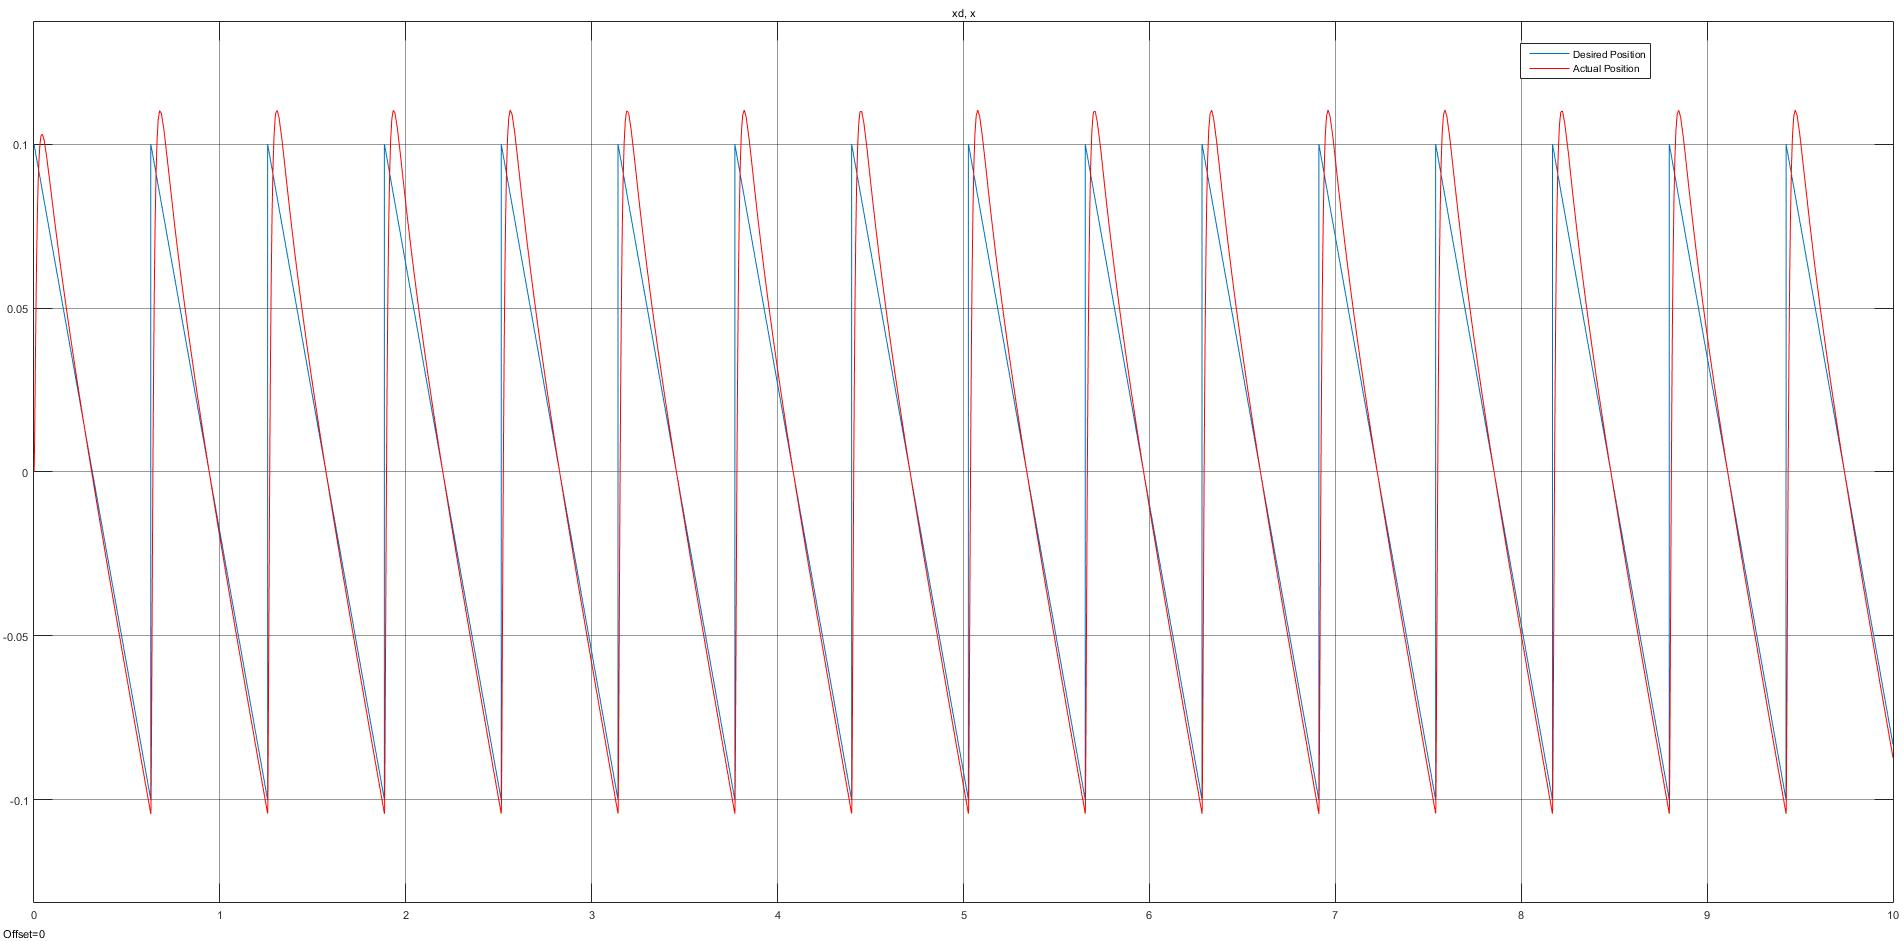 xd, x
Desired Position
Actual Position
0.1
0.05
0
-0.05
-0.1
0 1 2 3 4 5 6 7 8 9 10
Offset=0